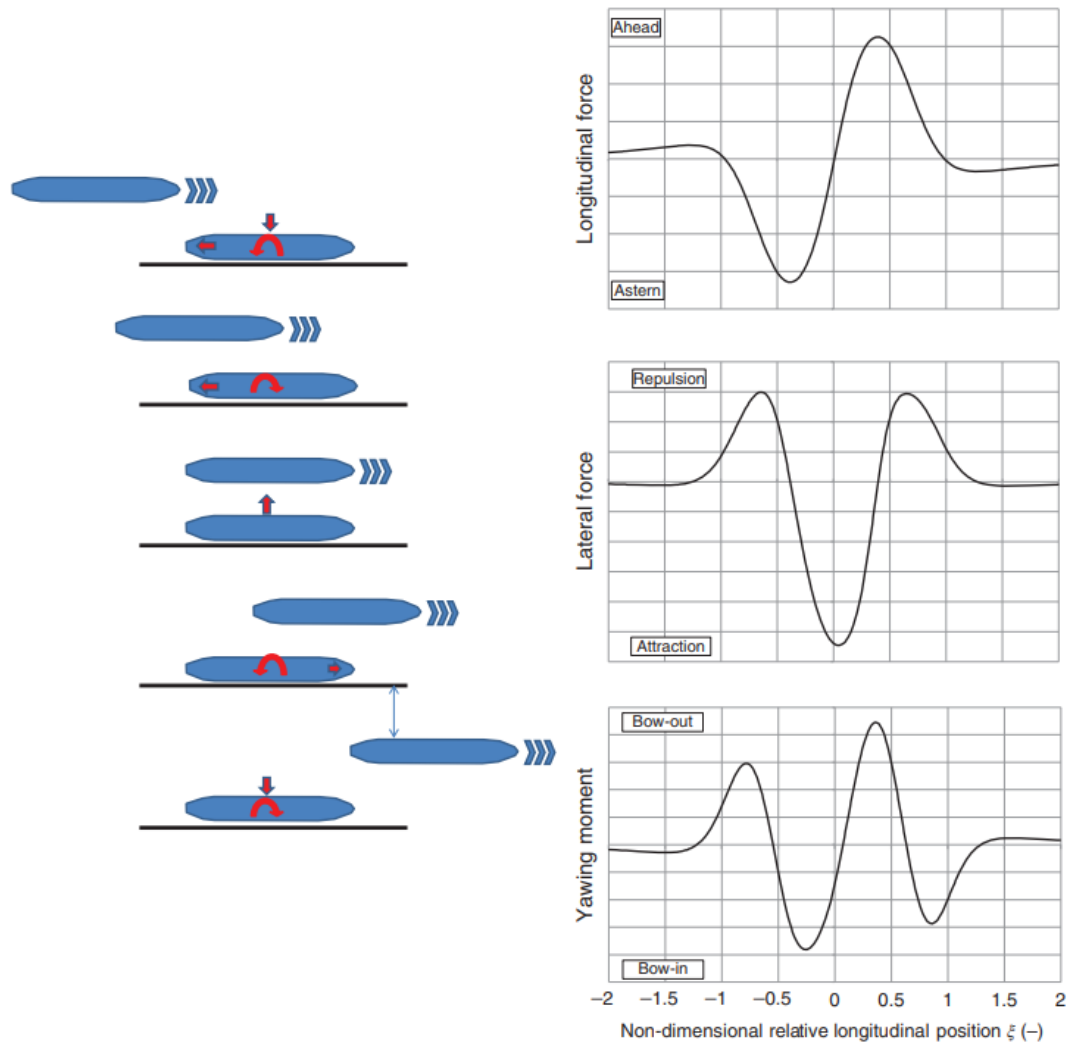 Ahead
Longitudinal force
Astern
Repulsion
Lateral force
Attraction
Bow-out
Yawing moment
Bow-in
–2 –1.5 –1 –0.5 0 0.5 1 1.5 2
Non-dimensional relative longitudinal position ξ (–)